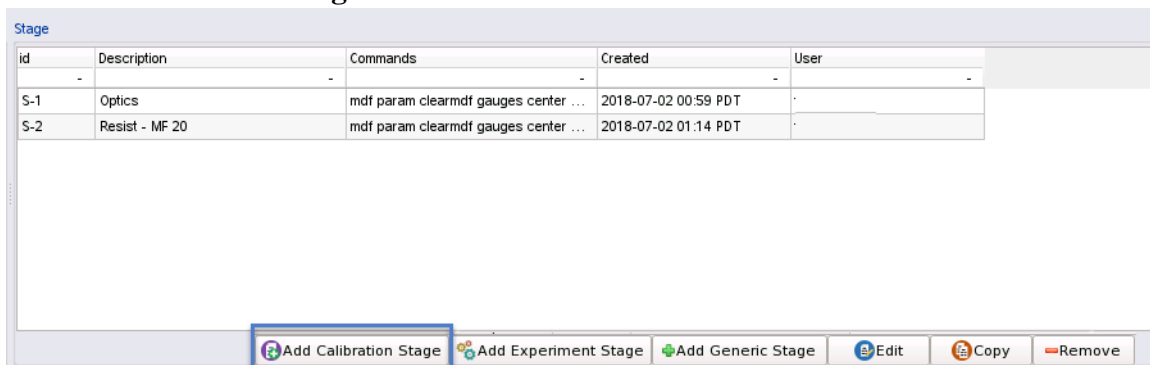 Stage
id Description Commands Created User
- - - - -
S-1 Optics mdf param clearmdf gauges center ... 2018-07-02 00:59 PDT
S-2 Resist - MF 20 mdf param clearmdf gauges center ... 2018-07-02 01:14 PDT
Add Calibration Stage Add Experiment Stage Add Generic Stage Edit Copy Remove